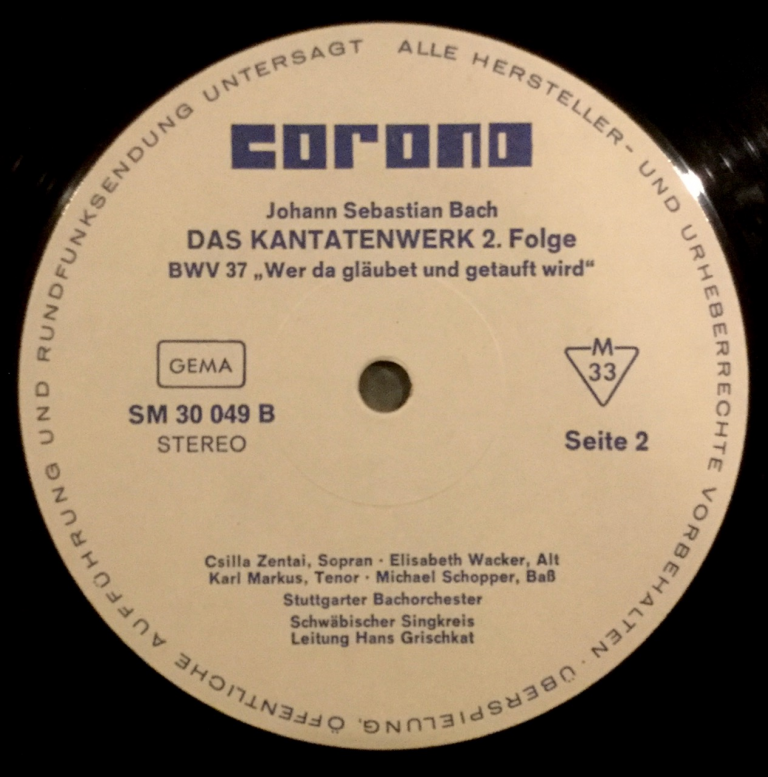 corona
Johann Sebastian Bach
DAS KANTATENWERK 2. Folge
BWV 37 „Wer da gläubet und getauft wird“
GEMA
SM 30 049 B
STEREO
M
33
Seite 2
Csilla Zentai, Sopran · Elisabeth Wacker, Alt
Karl Markus, Tenor · Michael Schopper, Baß
Stuttgarter Bachorchester
Schwäbischer Singkreis
Leitung Hans Grischkat
ALLE HERSTELLER- UND URHEBERRECHTE VORBEHALTEN · ÜBERSPIELUNG, ÖFFENTLICHE AUFFÜHRUNG UND RUNDFUNKSENDUNG UNTERSAGT